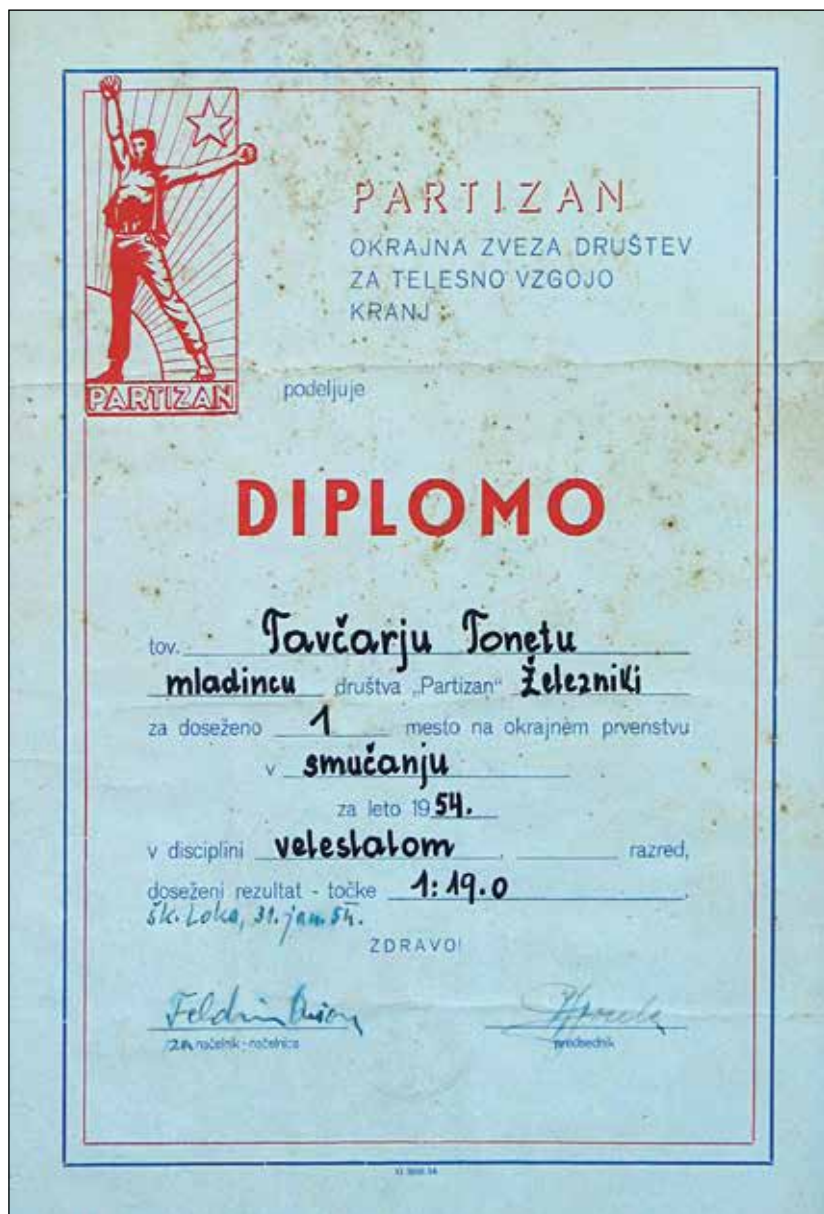 PARTIZAN
OKRAJNA ZVEZA DRUŠTEV
ZA TELESNO VZGOJO
KRANJ
PARTIZAN
podeljuje
DIPLOMO
tov. Tavčarju Tonetu
mladincu društva „Partizan“ Železniki
za doseženo 1 mesto na okrajnem prvenstvu
v smučanju
za leto 1954.
v disciplini veleslalom, razred,
doseženi rezultat - točke 1:19.0,
Šk. Loka, 31. jan. 54.
ZDRAVO!
za načelnik - načelnica predsednik